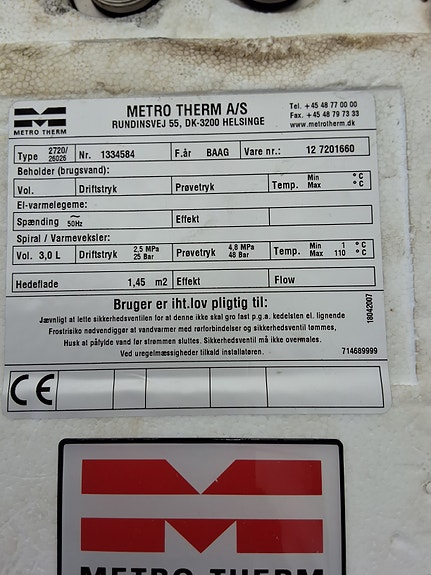 METRO THERM A/S
RUNDINSVEJ 55, DK-3200 HELSINGE
Tel. + 45 48 77 00 00
Fax. + 45 48 79 73 33
www.metrotherm.dk
METRO THERM
Type 2720/26026 Nr. 1334584 F.år BAAG Vare nr.: 12 7201660
Beholder (brugsvand):
Vol. Driftstryk Prøvetryk Temp. Min °C Max °C
El-varmelegeme:
Spænding ~ 50Hz Effekt
Spiral / Varmeveksler:
Vol. 3,0 L Driftstryk 2,5 MPa 25 Bar Prøvetryk 4,8 MPa 48 Bar Temp. Min 1 °C Max 110 °C
Hedeflade 1,45 m2 Effekt Flow
Bruger er iht.lov pligtig til:
Jævnligt at lette sikkerhedsventilen for at denne ikke skal gro fast p.g.a. kedelsten el. lignende
Frostrisiko nødvendiggør at vandvarmer med rørforbindelser og sikkerhedsventil tømmes,
Husk at påfylde vand før strømmen sluttes. Sikkerhedsventil må ikke overmales.
Ved uregelmæssigheder tilkald installatøren.
714689999
18042007
CE
METRO THERM